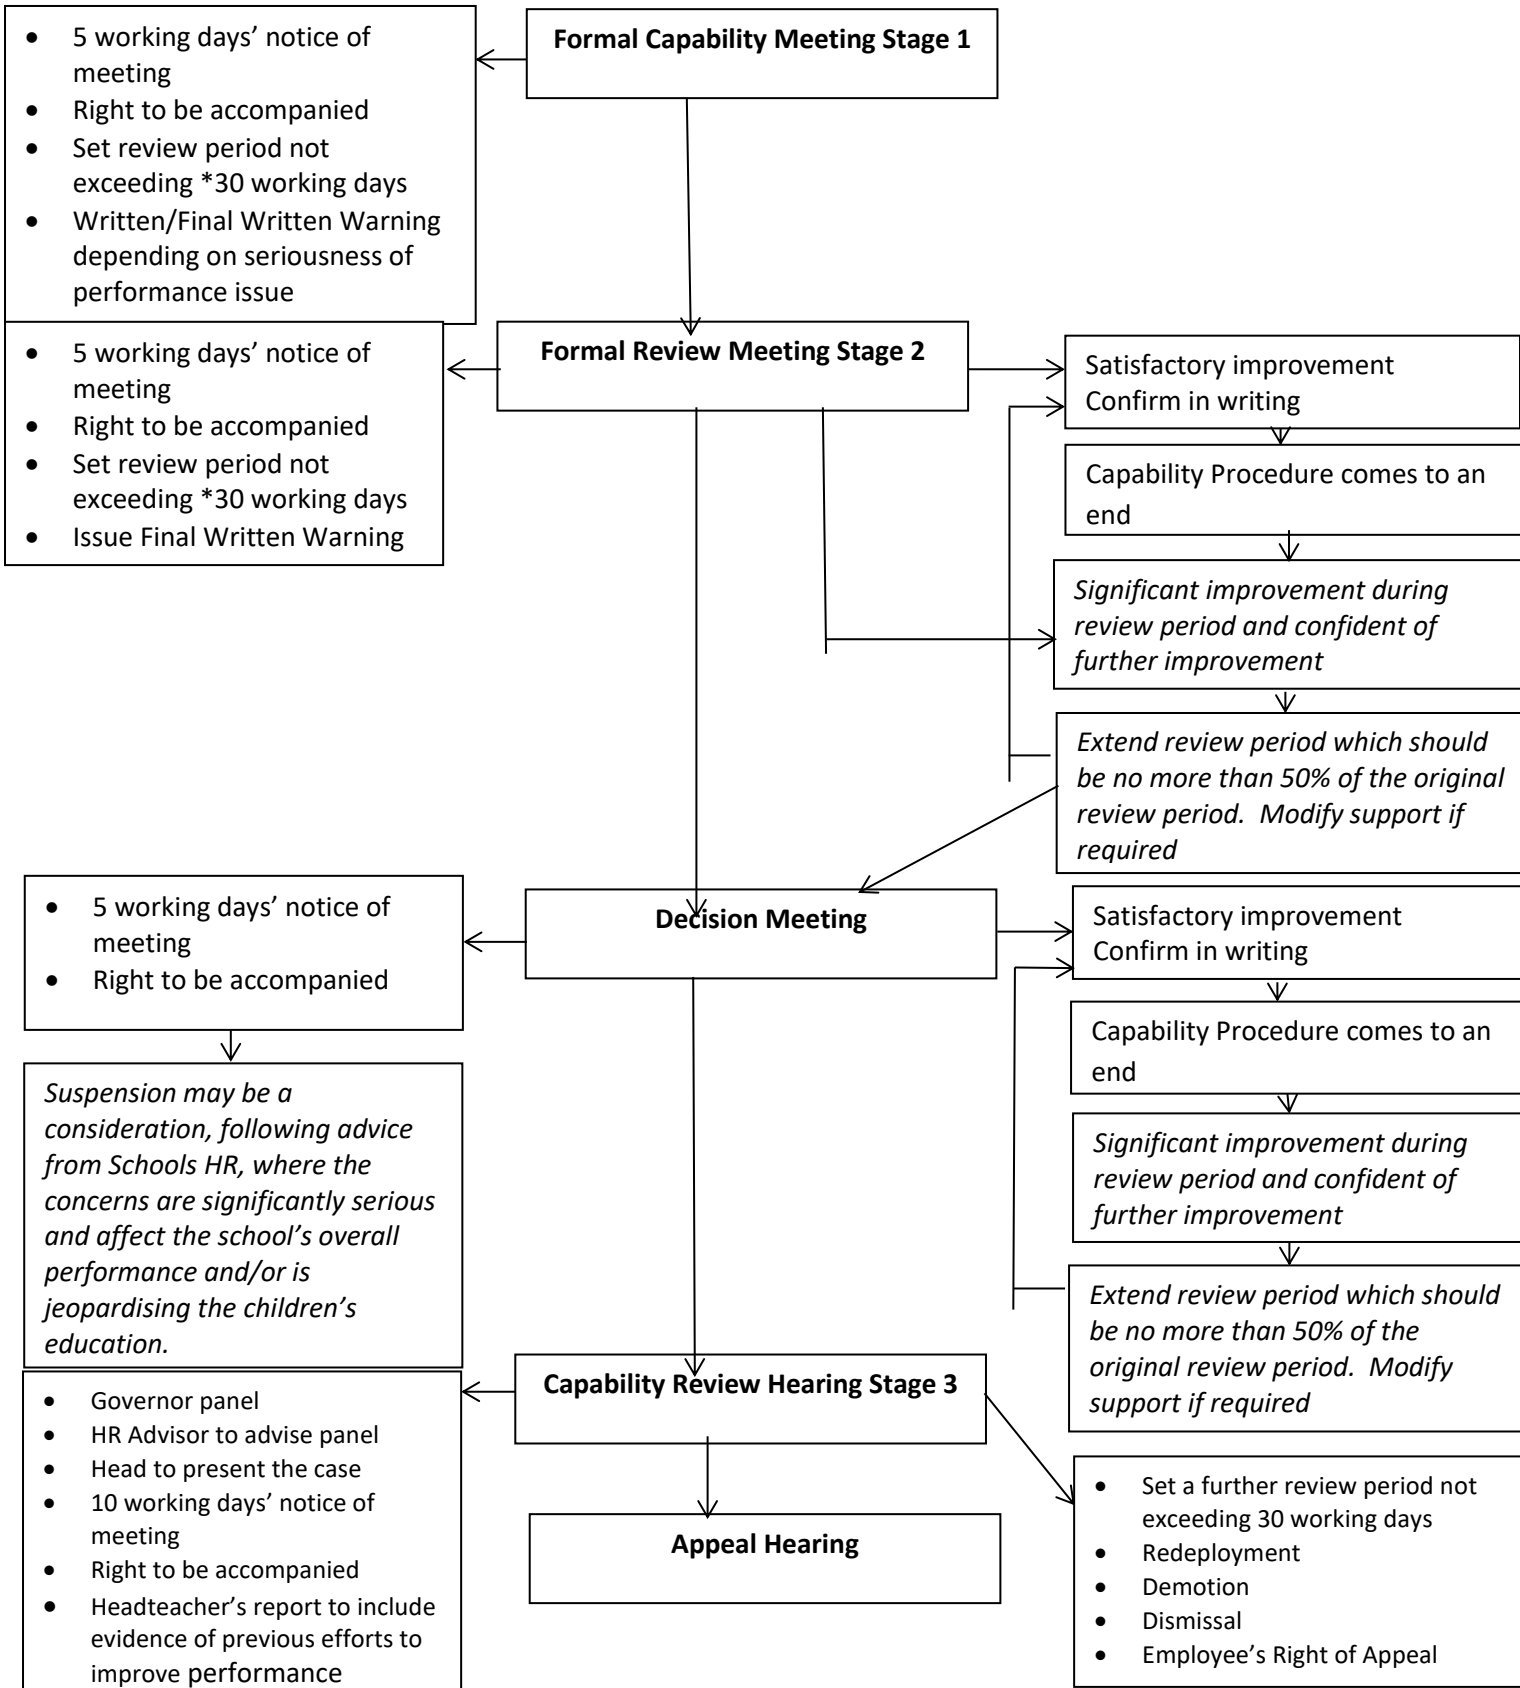 Formal Capability Meeting Stage 1
• 5 working days’ notice of
meeting
• Right to be accompanied
• Set review period not
exceeding *30 working days
• Written/Final Written Warning
depending on seriousness of
performance issue
Formal Review Meeting Stage 2
• 5 working days’ notice of
meeting
• Right to be accompanied
• Set review period not
exceeding *30 working days
• Issue Final Written Warning
Satisfactory improvement
Confirm in writing
Capability Procedure comes to an
end
Significant improvement during
review period and confident of
further improvement
Extend review period which should
be no more than 50% of the original
review period.  Modify support if
required
Decision Meeting
• 5 working days’ notice of
meeting
• Right to be accompanied
Suspension may be a
consideration, following advice
from Schools HR, where the
concerns are significantly serious
and affect the school’s overall
performance and/or is
jeopardising the children’s
education.
Satisfactory improvement
Confirm in writing
Capability Procedure comes to an
end
Significant improvement during
review period and confident of
further improvement
Extend review period which should
be no more than 50% of the
original review period.  Modify
support if required
Capability Review Hearing Stage 3
• Governor panel
• HR Advisor to advise panel
• Head to present the case
• 10 working days’ notice of
meeting
• Right to be accompanied
• Headteacher’s report to include
evidence of previous efforts to
improve performance
Appeal Hearing
• Set a further review period not
exceeding 30 working days
• Redeployment
• Demotion
• Dismissal
• Employee’s Right of Appeal